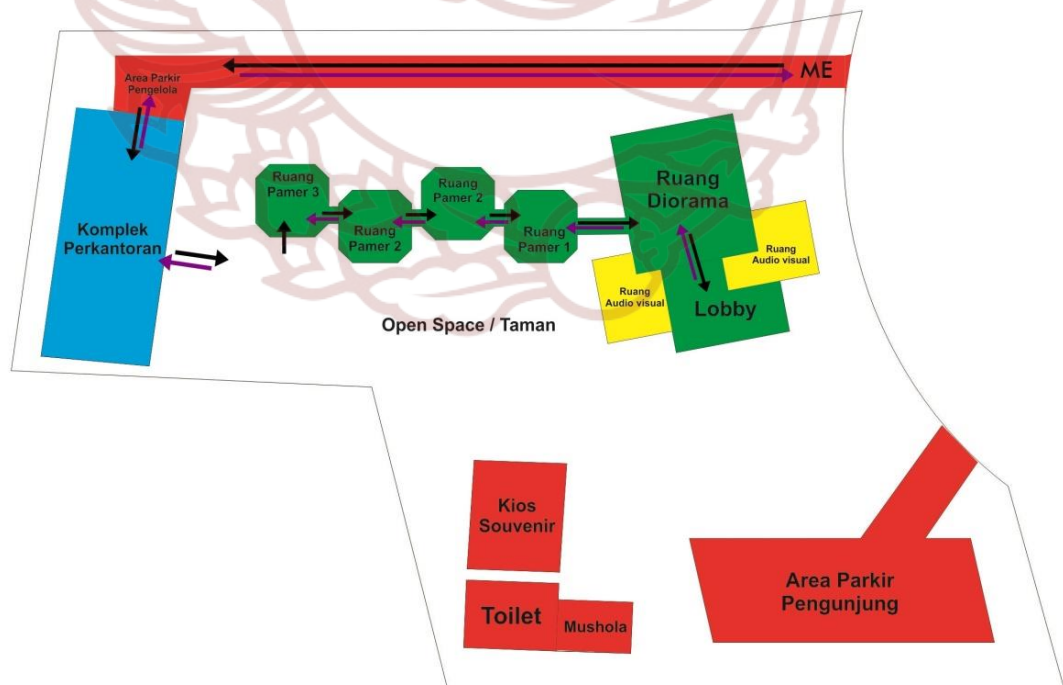 Area Parkir
Pengelola
ME
Komplek
Perkantoran
Ruang
Pamer 3
Ruang
Pamer 2
Ruang
Pamer 2
Ruang
Pamer 1
Ruang
Diorama
Ruang
Audio visual
Ruang
Audio visual
Lobby
Open Space / Taman
Kios
Souvenir
Toilet
Mushola
Area Parkir
Pengunjung